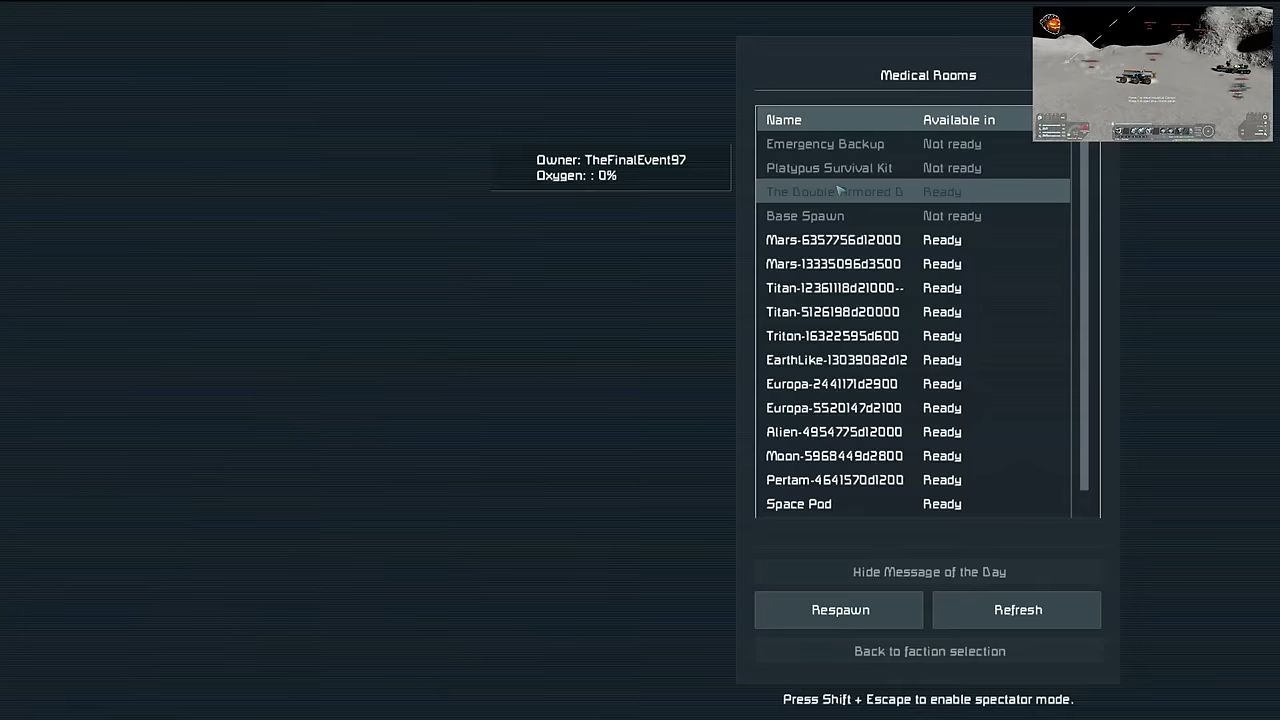 Medical Rooms
Name Available in
Emergency Backup Not ready
Platypus Survival Kit Not ready
Owner: TheFinalEvent97
Oxygen: : 0%
The Double Armored B Ready
Base Spawn Not ready
Mars-6357756d12000 Ready
Mars-13335096d3500 Ready
Titan-12361118d21000-- Ready
Titan-5126198d20000 Ready
Triton-16322595d600 Ready
EarthLike-13039082d12 Ready
Europa-2441171d2900 Ready
Europa-5520147d2100 Ready
Alien-4954775d12000 Ready
Moon-5968449d2800 Ready
Pertam-4641570d1200 Ready
Space Pod Ready
Hide Message of the Day
Respawn Refresh
Back to faction selection
Press Shift + Escape to enable spectator mode.